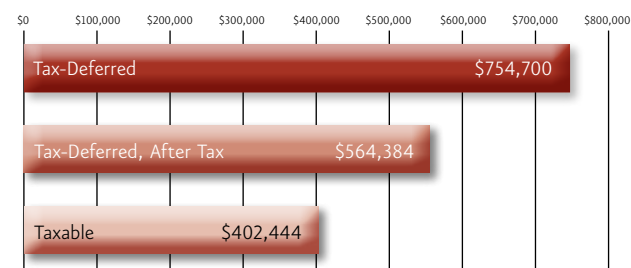 $0 $100,000 $200,000 $300,000 $400,000 $500,000 $600,000 $700,000 $800,000
Tax-Deferred $754,700
Tax-Deferred, After Tax $564,384
Taxable $402,444